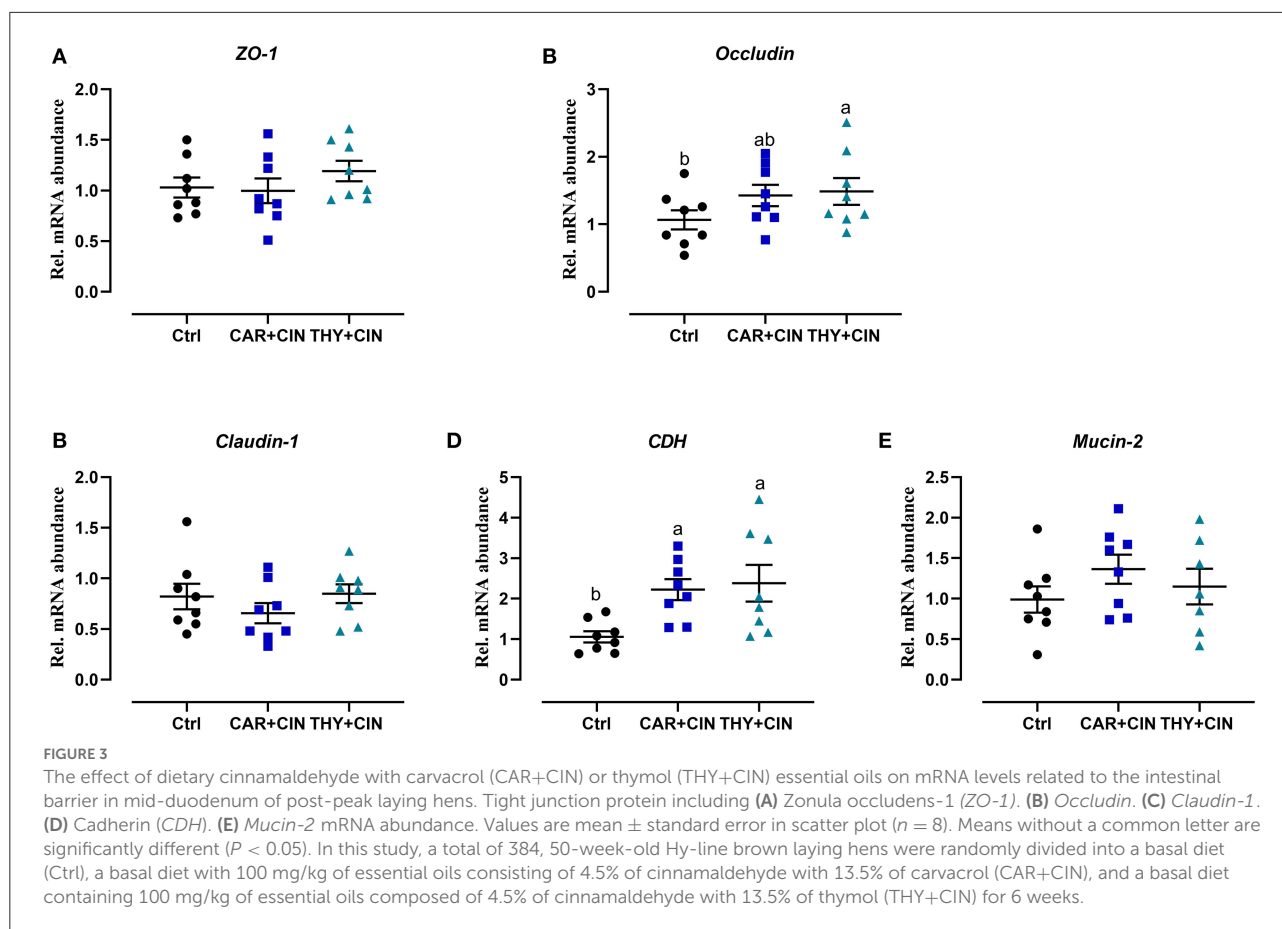 A
ZO-1
Rel. mRNA abundance
2.0
1.5
1.0
0.5
0.0
Ctrl CAR+CIN THY+CIN
B
Occludin
Rel. mRNA abundance
3
2
1
0
b ab a
Ctrl CAR+CIN THY+CIN
B
Claudin-1
Rel. mRNA abundance
2.0
1.5
1.0
0.5
0.0
Ctrl CAR+CIN THY+CIN
D
CDH
Rel. mRNA abundance
5
4
3
2
1
0
b a a
Ctrl CAR+CIN THY+CIN
E
Mucin-2
Rel. mRNA abundance
2.5
2.0
1.5
1.0
0.5
0.0
Ctrl CAR+CIN THY+CIN
FIGURE 3
The effect of dietary cinnamaldehyde with carvacrol (CAR+CIN) or thymol (THY+CIN) essential oils on mRNA levels related to the intestinal
barrier in mid-duodenum of post-peak laying hens. Tight junction protein including (A) Zonula occludens-1 (ZO-1). (B) Occludin. (C) Claudin-1.
(D) Cadherin (CDH). (E) Mucin-2 mRNA abundance. Values are mean ± standard error in scatter plot (n = 8). Means without a common letter are
significantly different (P < 0.05). In this study, a total of 384, 50-week-old Hy-line brown laying hens were randomly divided into a basal diet
(Ctrl), a basal diet with 100 mg/kg of essential oils consisting of 4.5% of cinnamaldehyde with 13.5% of carvacrol (CAR+CIN), and a basal diet
containing 100 mg/kg of essential oils composed of 4.5% of cinnamaldehyde with 13.5% of thymol (THY+CIN) for 6 weeks.